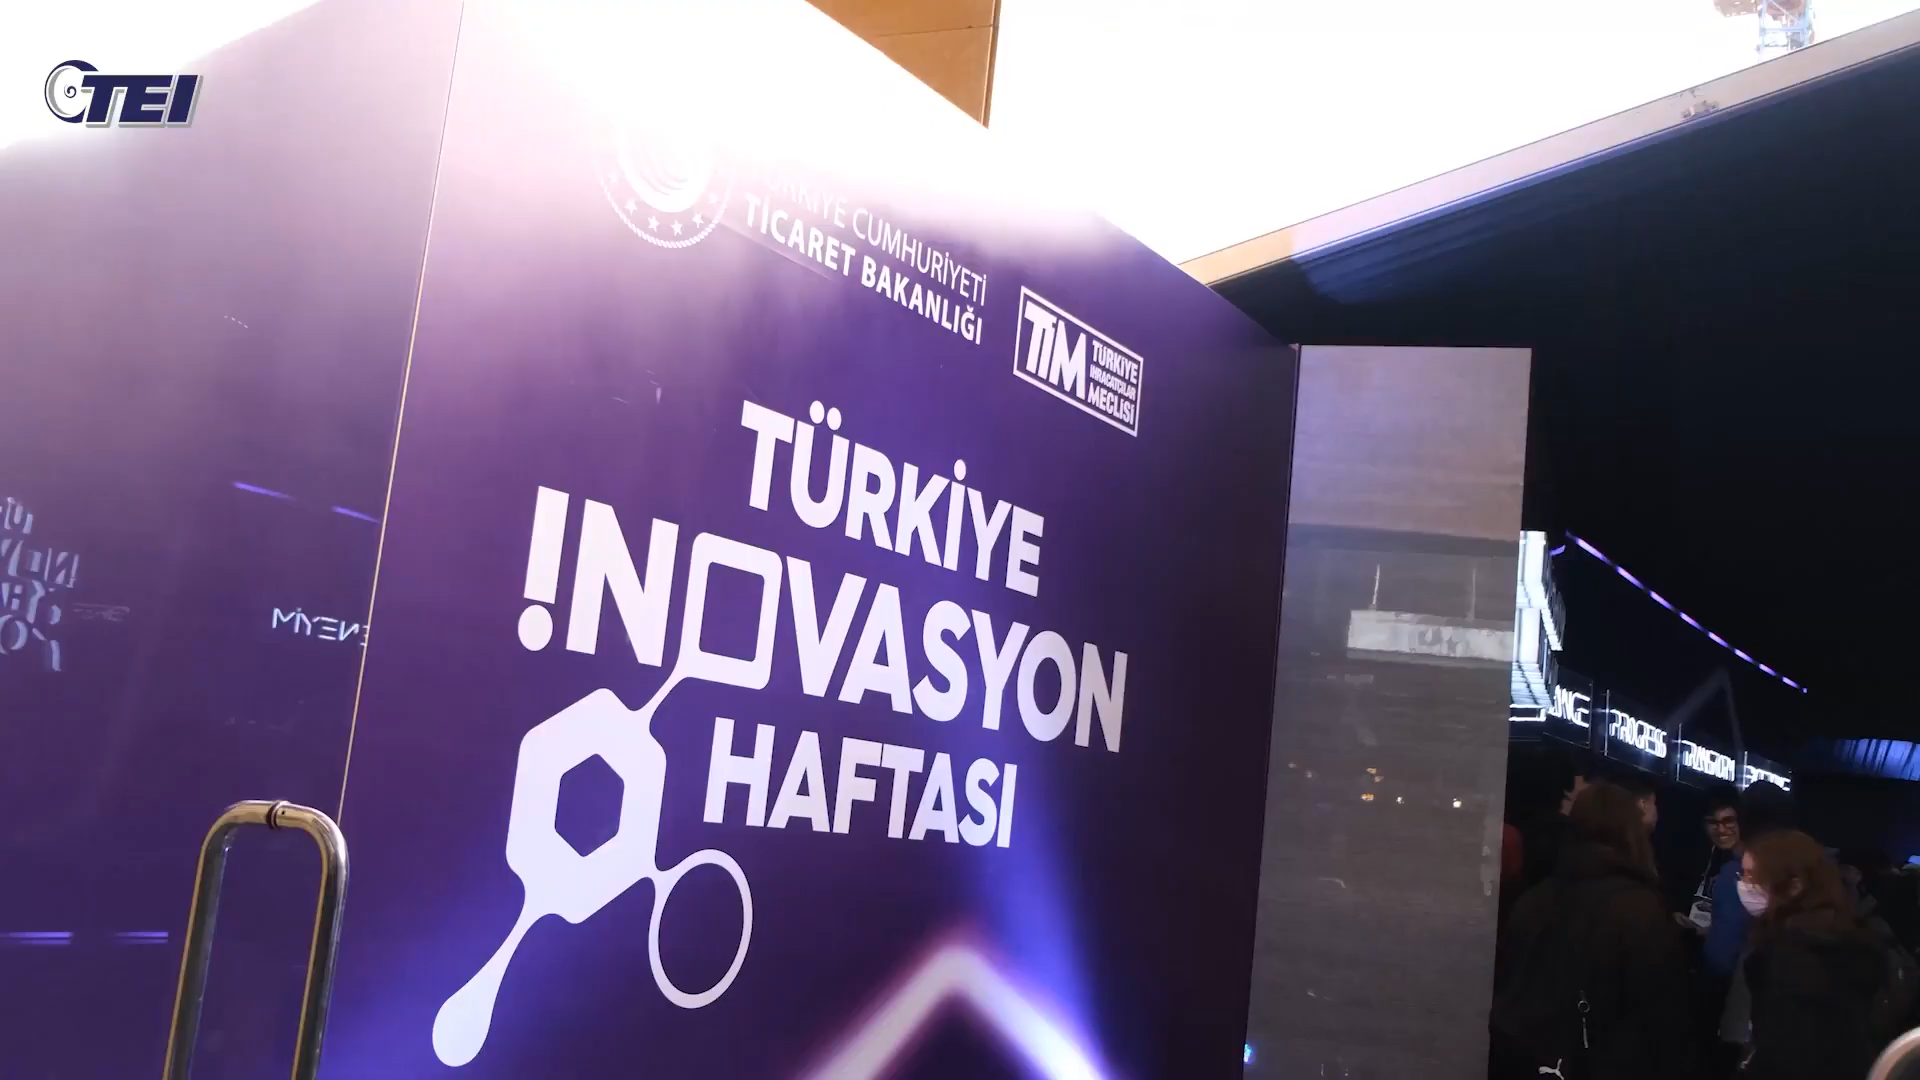 TEI
TÜRKİYE CUMHURİYETİ
TİCARET BAKANLIĞI
TİM
TÜRKİYE
İHRACATÇILAR
MECLİSİ
TÜRKİYE
!NOVASYON
HAFTASI
PROGRESS
TRANSFORM